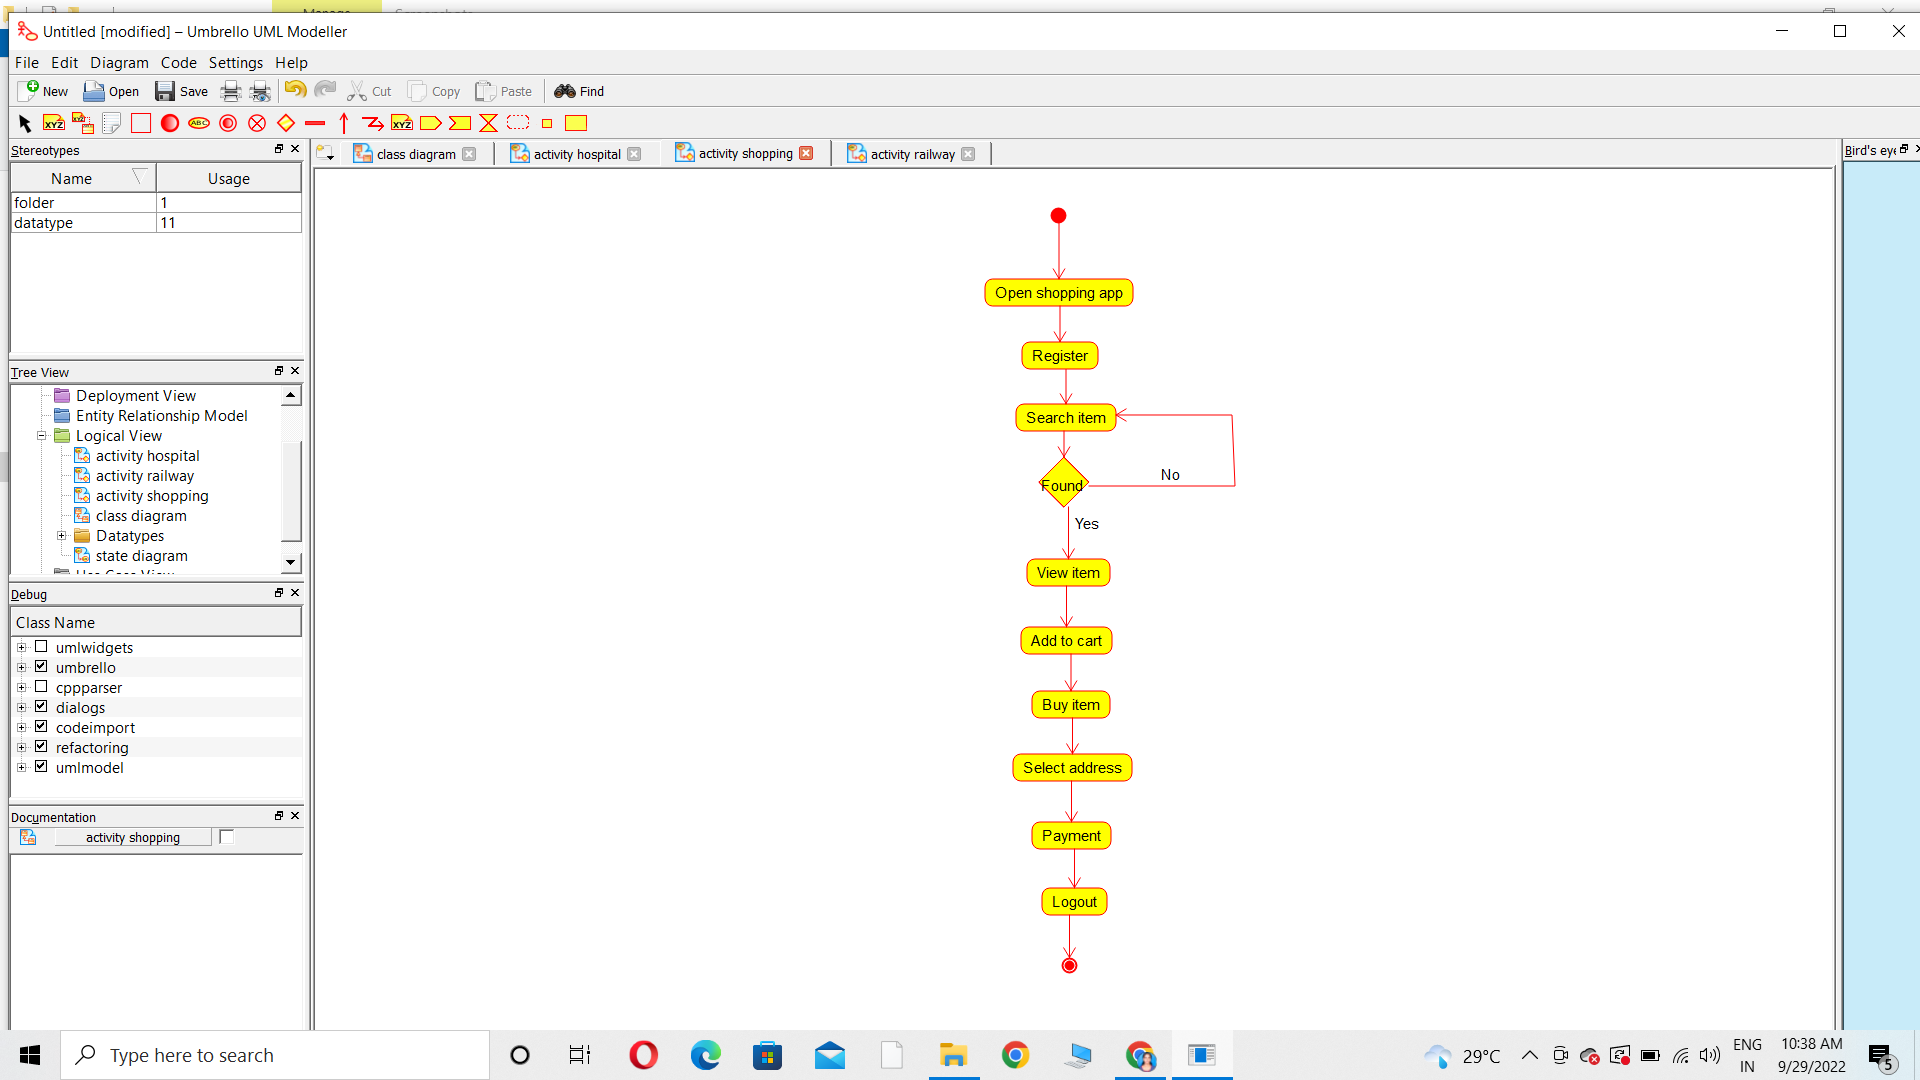 Untitled [modified] – Umbrello UML Modeller
File Edit Diagram Code Settings Help
New Open Save Cut Copy Paste Find
Stereotypes
Name Usage
folder 1
datatype 11
Tree View
Deployment View
Entity Relationship Model
Logical View
activity hospital
activity railway
activity shopping
class diagram
Datatypes
state diagram
Debug
Class Name
umlwidgets
umbrello
cppparser
dialogs
codeimport
refactoring
umlmodel
Documentation
activity shopping
class diagram activity hospital activity shopping activity railway
Bird's eye
Open shopping app
Register
Search item
Found
No
Yes
View item
Add to cart
Buy item
Select address
Payment
Logout
Type here to search
29°C
ENG
IN
10:38 AM
9/29/2022
5